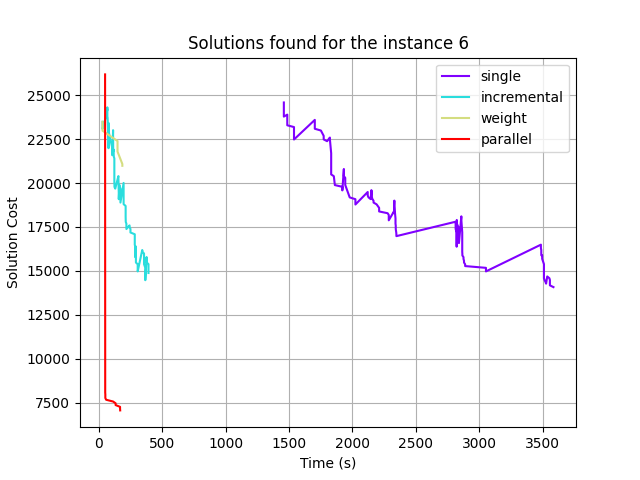 Solutions found for the instance 6
single
incremental
weight
parallel
25000
22500
20000
17500
15000
12500
10000
7500
Solution Cost
0 500 1000 1500 2000 2500 3000 3500
Time (s)